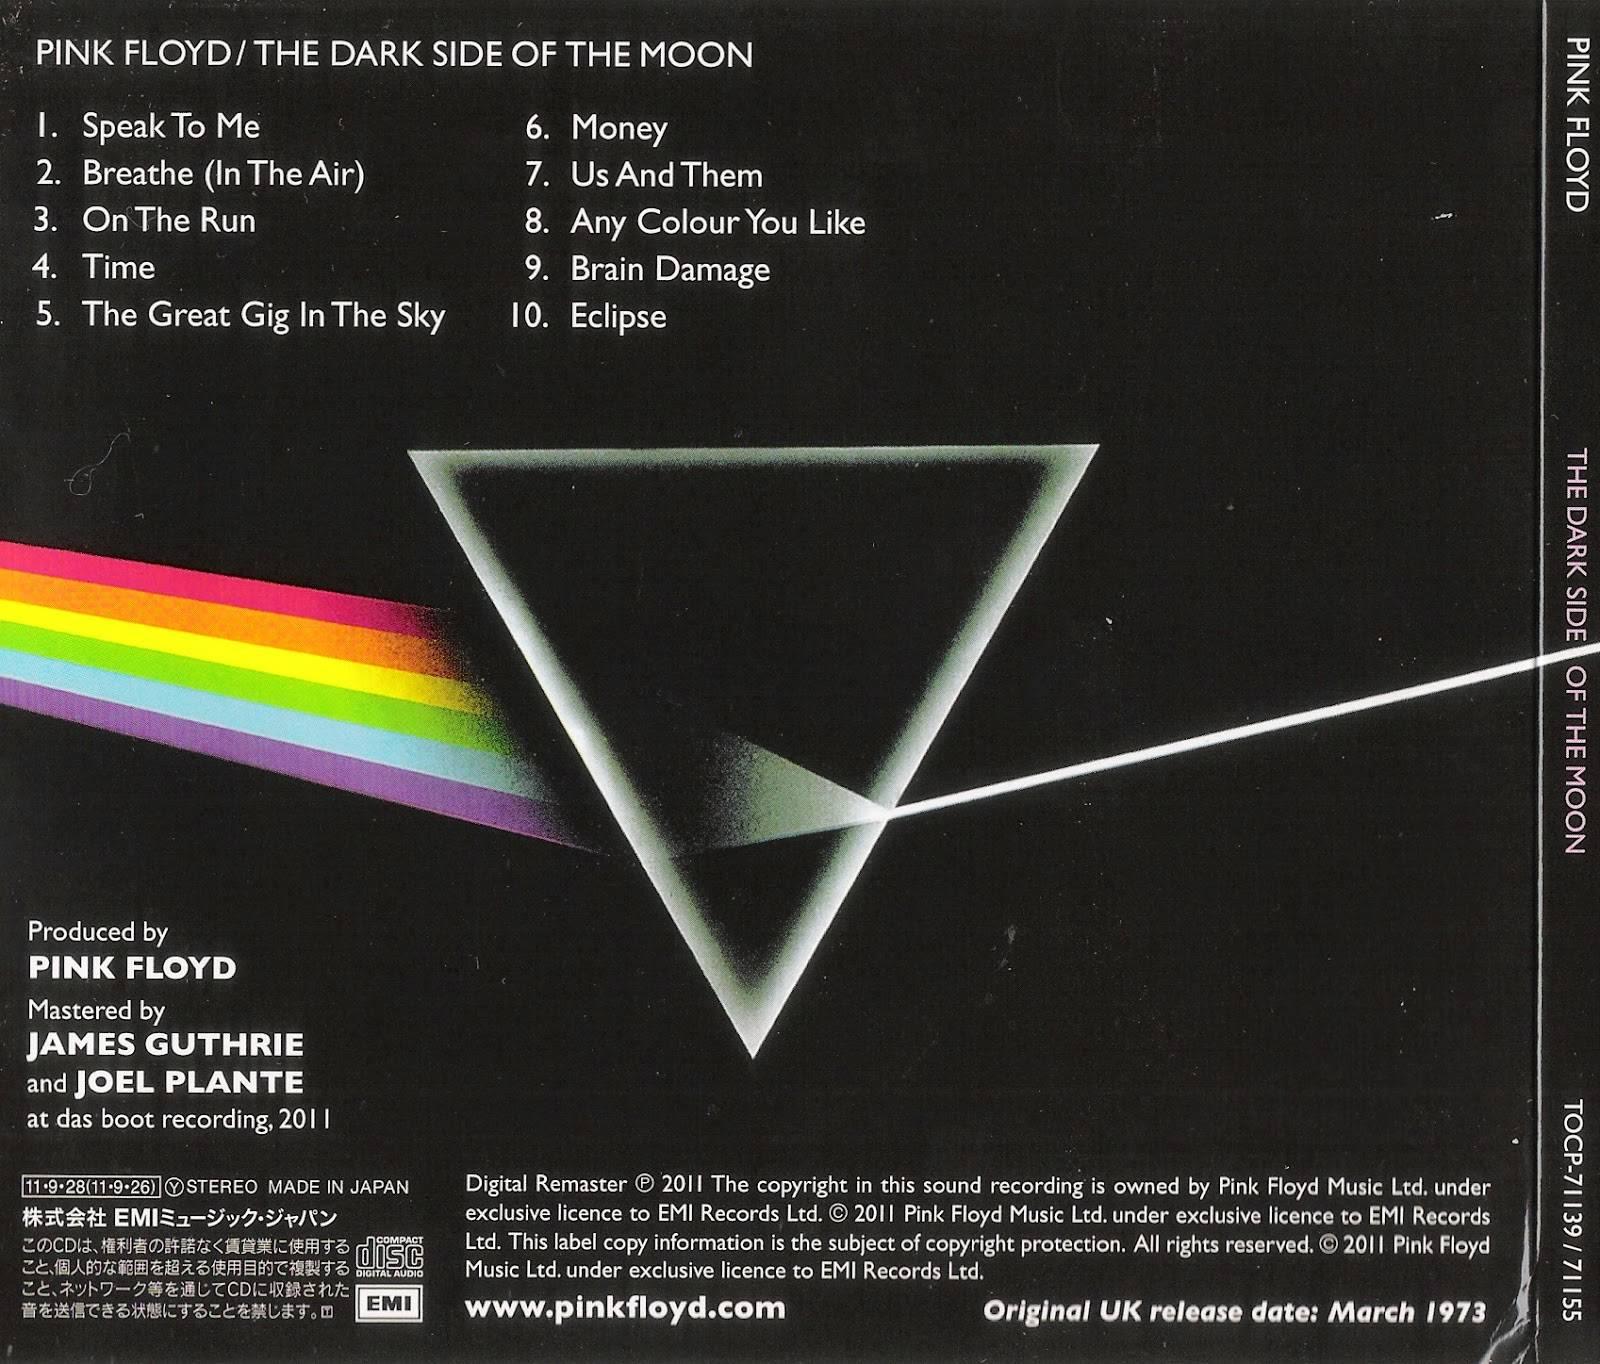 PINK FLOYD / THE DARK SIDE OF THE MOON
1. Speak To Me
2. Breathe (In The Air)
3. On The Run
4. Time
5. The Great Gig In The Sky
6. Money
7. Us And Them
8. Any Colour You Like
9. Brain Damage
10. Eclipse
Produced by
PINK FLOYD
Mastered by
JAMES GUTHRIE
and JOEL PLANTE
at das boot recording, 2011
11•9•28(11•9•26) Ⓨ STEREO MADE IN JAPAN
株式会社 EMIミュージック・ジャパン
このCDは、権利者の許諾なく賃貸業に使用する
こと、個人的な範囲を超える使用目的で複製する
こと、ネットワーク等を通じてCDに収録された
音を送信できる状態にすることを禁じます。
COMPACT
disc
DIGITAL AUDIO
EMI
Digital Remaster ℗ 2011 The copyright in this sound recording is owned by Pink Floyd Music Ltd. under
exclusive licence to EMI Records Ltd. © 2011 Pink Floyd Music Ltd. under exclusive licence to EMI Records
Ltd. This label copy information is the subject of copyright protection. All rights reserved. © 2011 Pink Floyd
Music Ltd. under exclusive licence to EMI Records Ltd.
www.pinkfloyd.com
Original UK release date: March 1973
PINK FLOYD
THE DARK SIDE OF THE MOON
TOCP-71139 / 71155